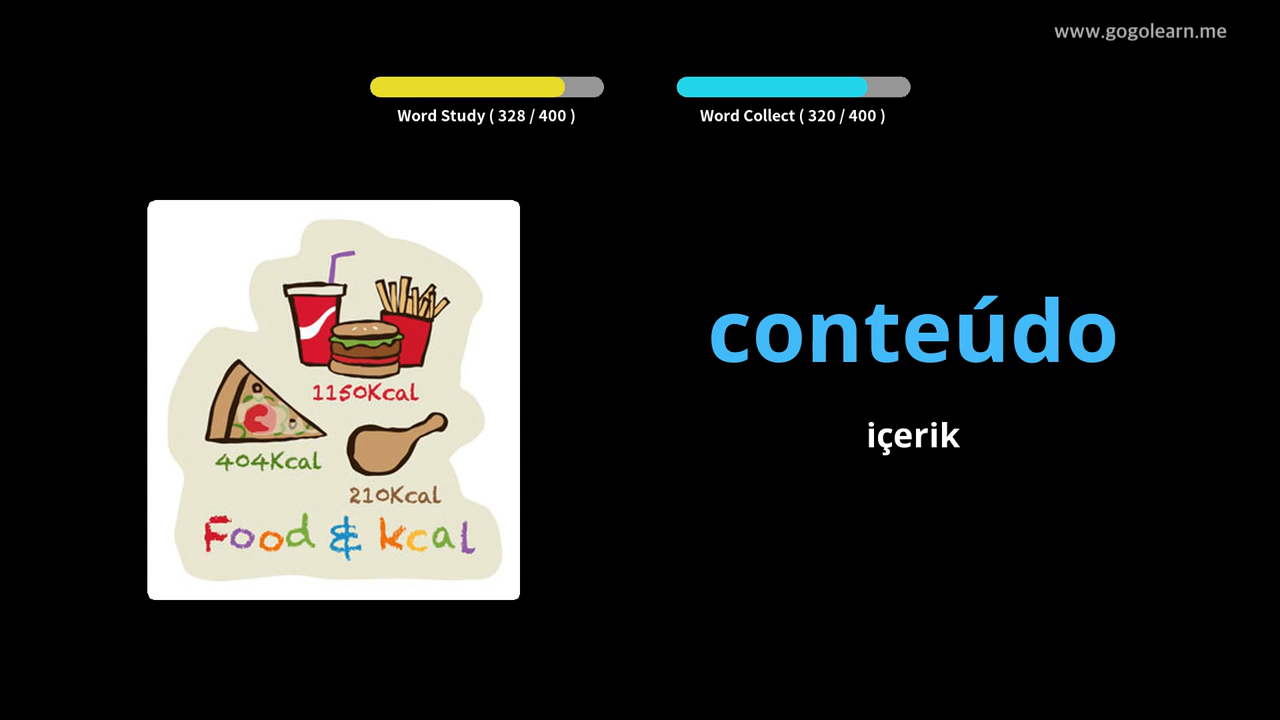 www.gogolearn.me
Word Study ( 328 / 400 )
Word Collect ( 320 / 400 )
1150Kcal
404Kcal
210Kcal
Food & kcal
conteúdo
içerik